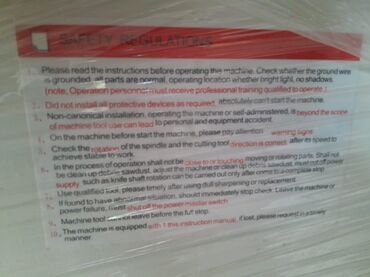 SAFETY REGULATIONS
1. Please read the instructions before operating this machine. Check whether the ground wire
is grounded, all parts are normal, operating location whether bright light, no shadows.
(note: Operation personnel must receive professional training qualified to operate.)
2. Did not install all protective devices as required, absolutely can't start the machine.
3. Non-canonical installation, operating the machine or self-administered, is beyond the scope
of machine tool use can lead to personal and equipment accident.
4. On the machine before start the machine, please pay attention warning signs
5. Check the rotation of the spindle and the cutting tool direction is correct, after its speed to
achieve stable to work.
6. In the process of operation shall not be close to or touching moving or rotating parts. Shall not
be clean up debris sawdust, adjust the machine or clean up debris sawdust, must cut off power
supply, such as knife shaft rotation can be carried out only after come to a complete stop.
7. Use qualified tool, please timely after using dull sharpening or replacement.
8. If found to have abnormal situation, should immediately stop check. Leave the machine or
power failure, must shut off the power master switch
9. Machine tool can not leave before the full stop.
10. The machine is equipped with 1 this instruction manual, if lost, please request in a timely
manner.